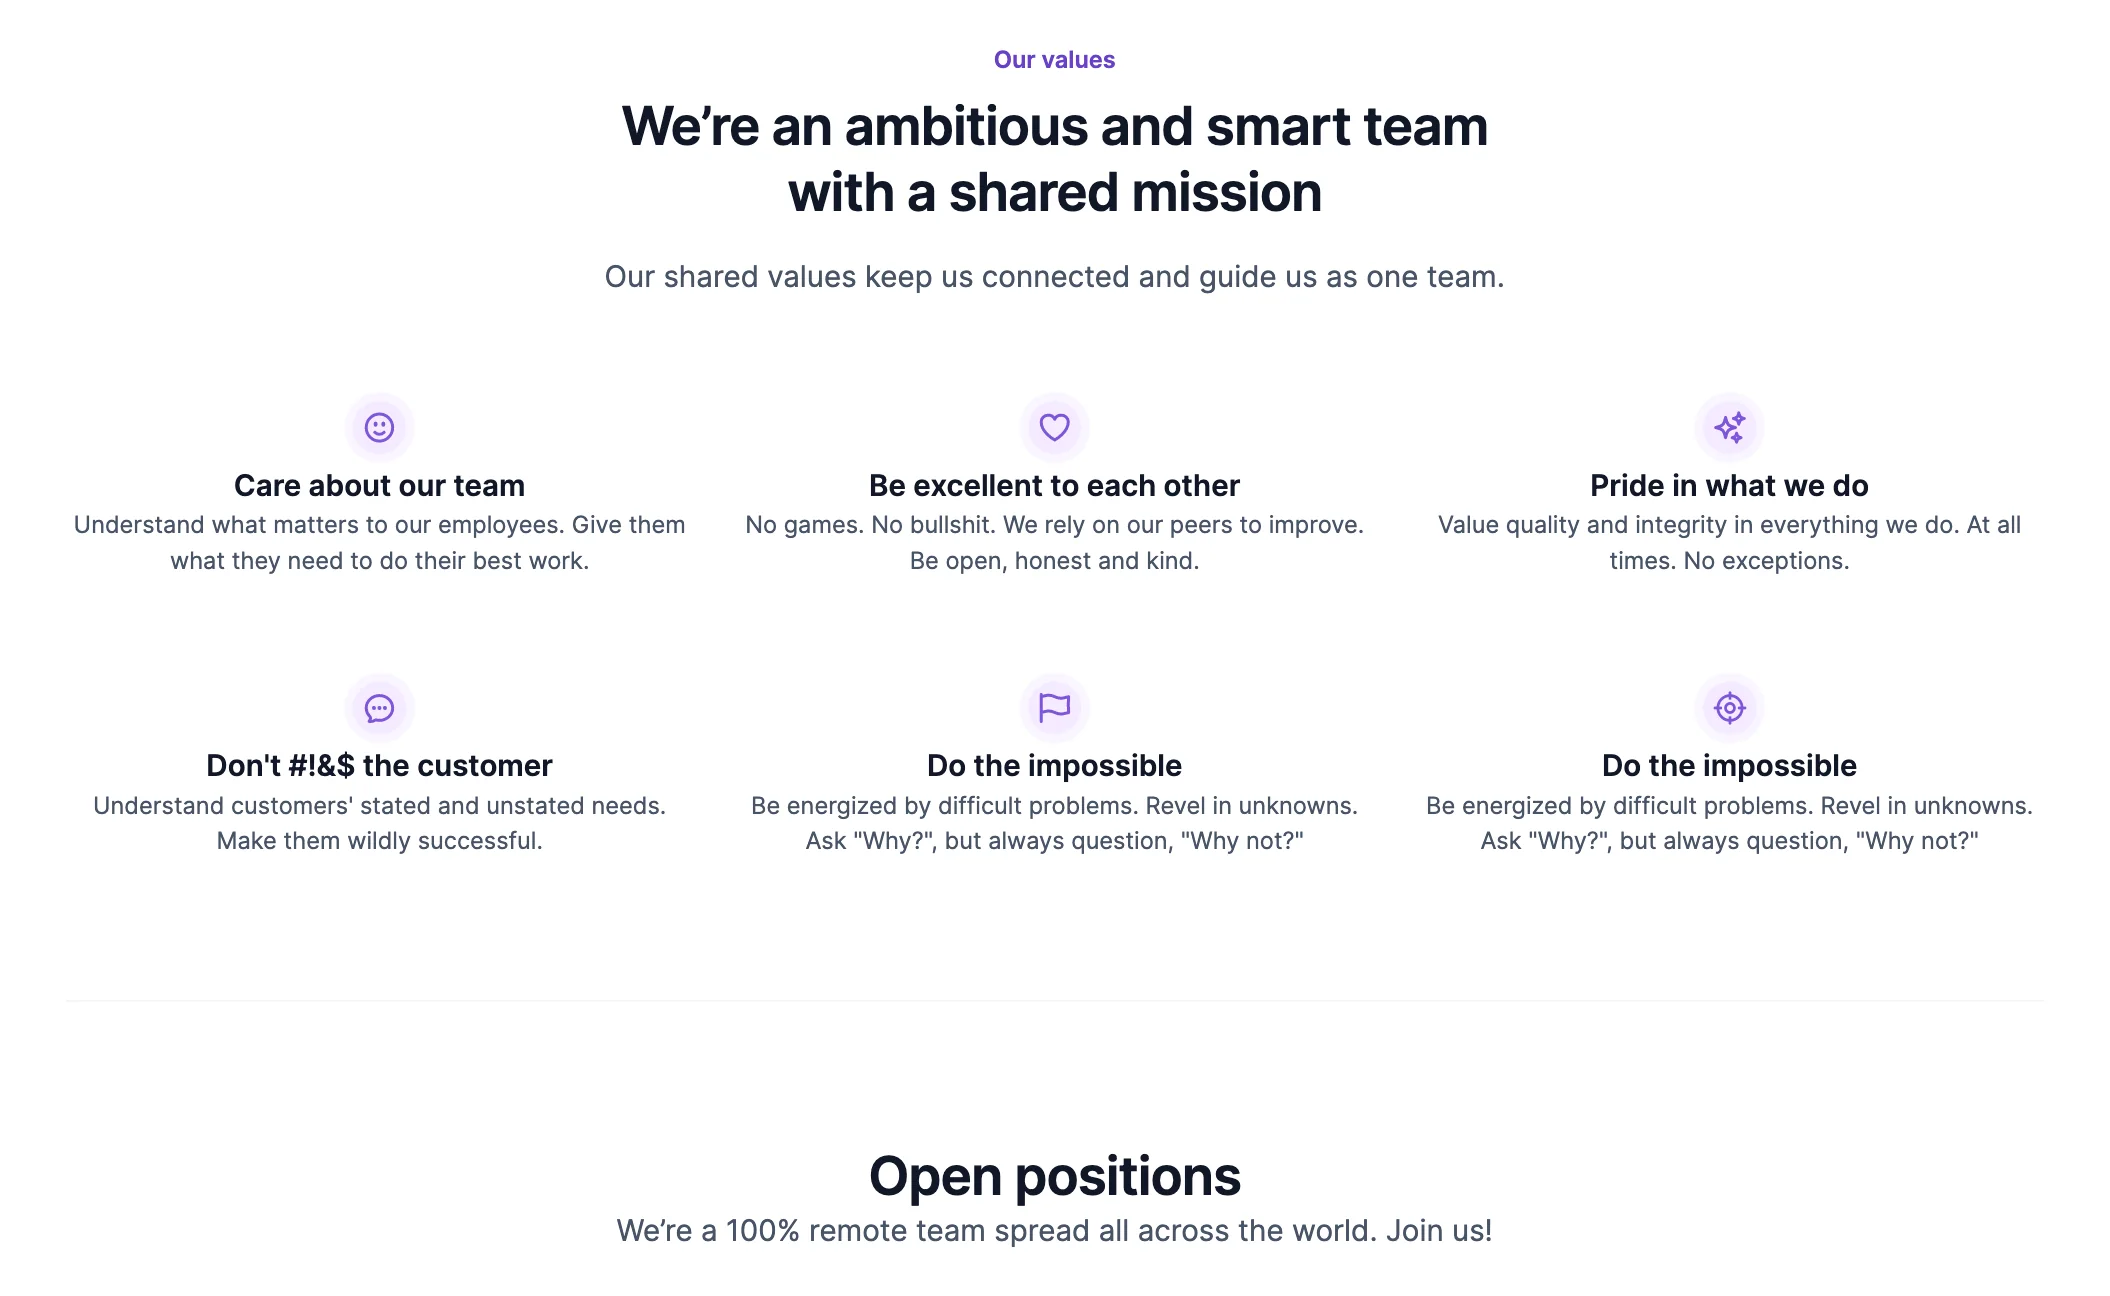 Our values
We’re an ambitious and smart team
with a shared mission
Our shared values keep us connected and guide us as one team.
Care about our team
Understand what matters to our employees. Give them
what they need to do their best work.
Be excellent to each other
No games. No bullshit. We rely on our peers to improve.
Be open, honest and kind.
Pride in what we do
Value quality and integrity in everything we do. At all
times. No exceptions.
Don't #!&$ the customer
Understand customers' stated and unstated needs.
Make them wildly successful.
Do the impossible
Be energized by difficult problems. Revel in unknowns.
Ask "Why?", but always question, "Why not?"
Do the impossible
Be energized by difficult problems. Revel in unknowns.
Ask "Why?", but always question, "Why not?"
Open positions
We’re a 100% remote team spread all across the world. Join us!